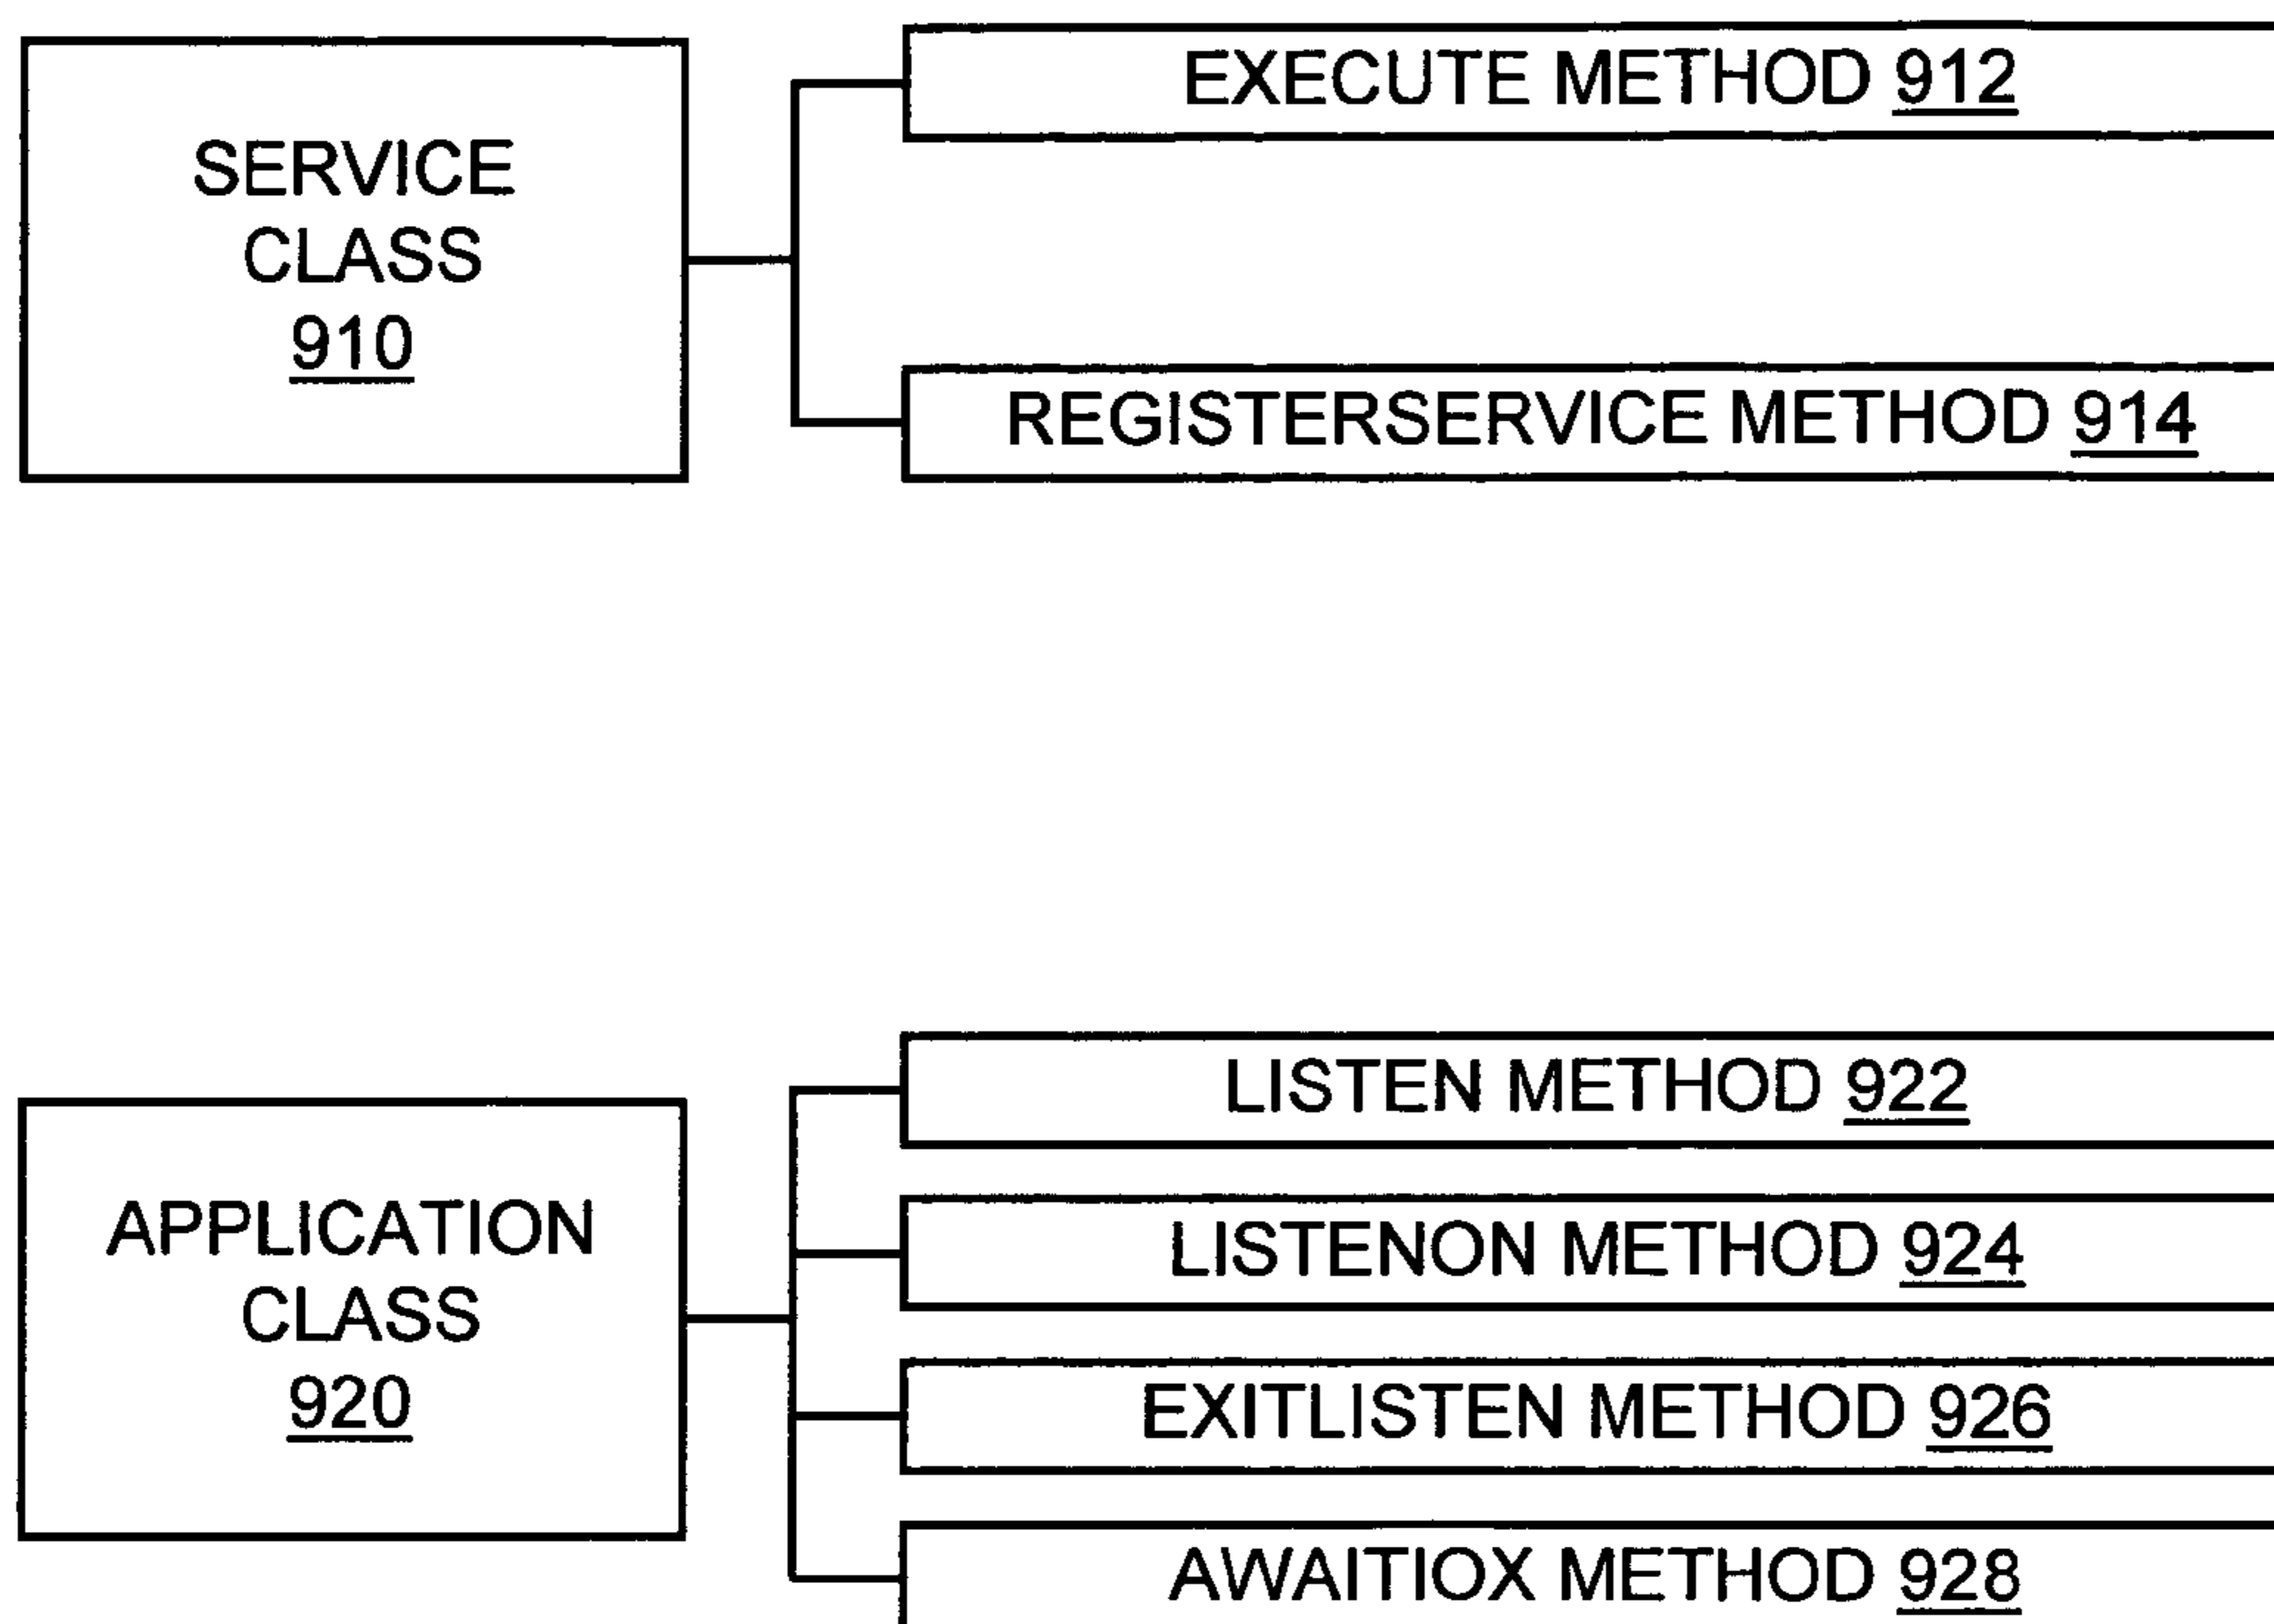 SERVICE
CLASS
910
EXECUTE METHOD 912
REGISTERSERVICE METHOD 914
APPLICATION
CLASS
920
LISTEN METHOD 922
LISTENON METHOD 924
EXITLISTEN METHOD 926
AWAITIOX METHOD 928